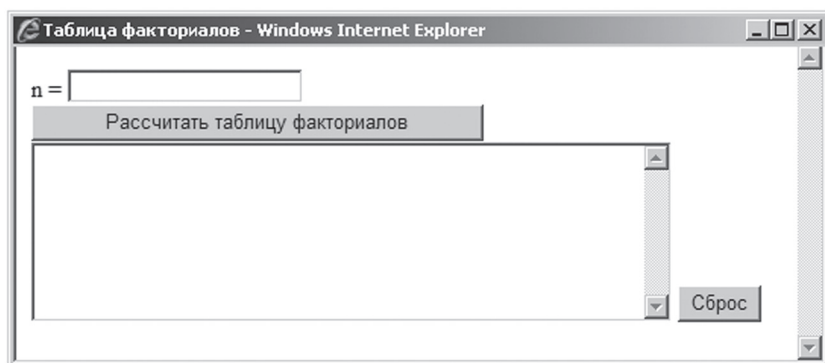 Таблица факториалов - Windows Internet Explorer
n =
Рассчитать таблицу факториалов
Сброс